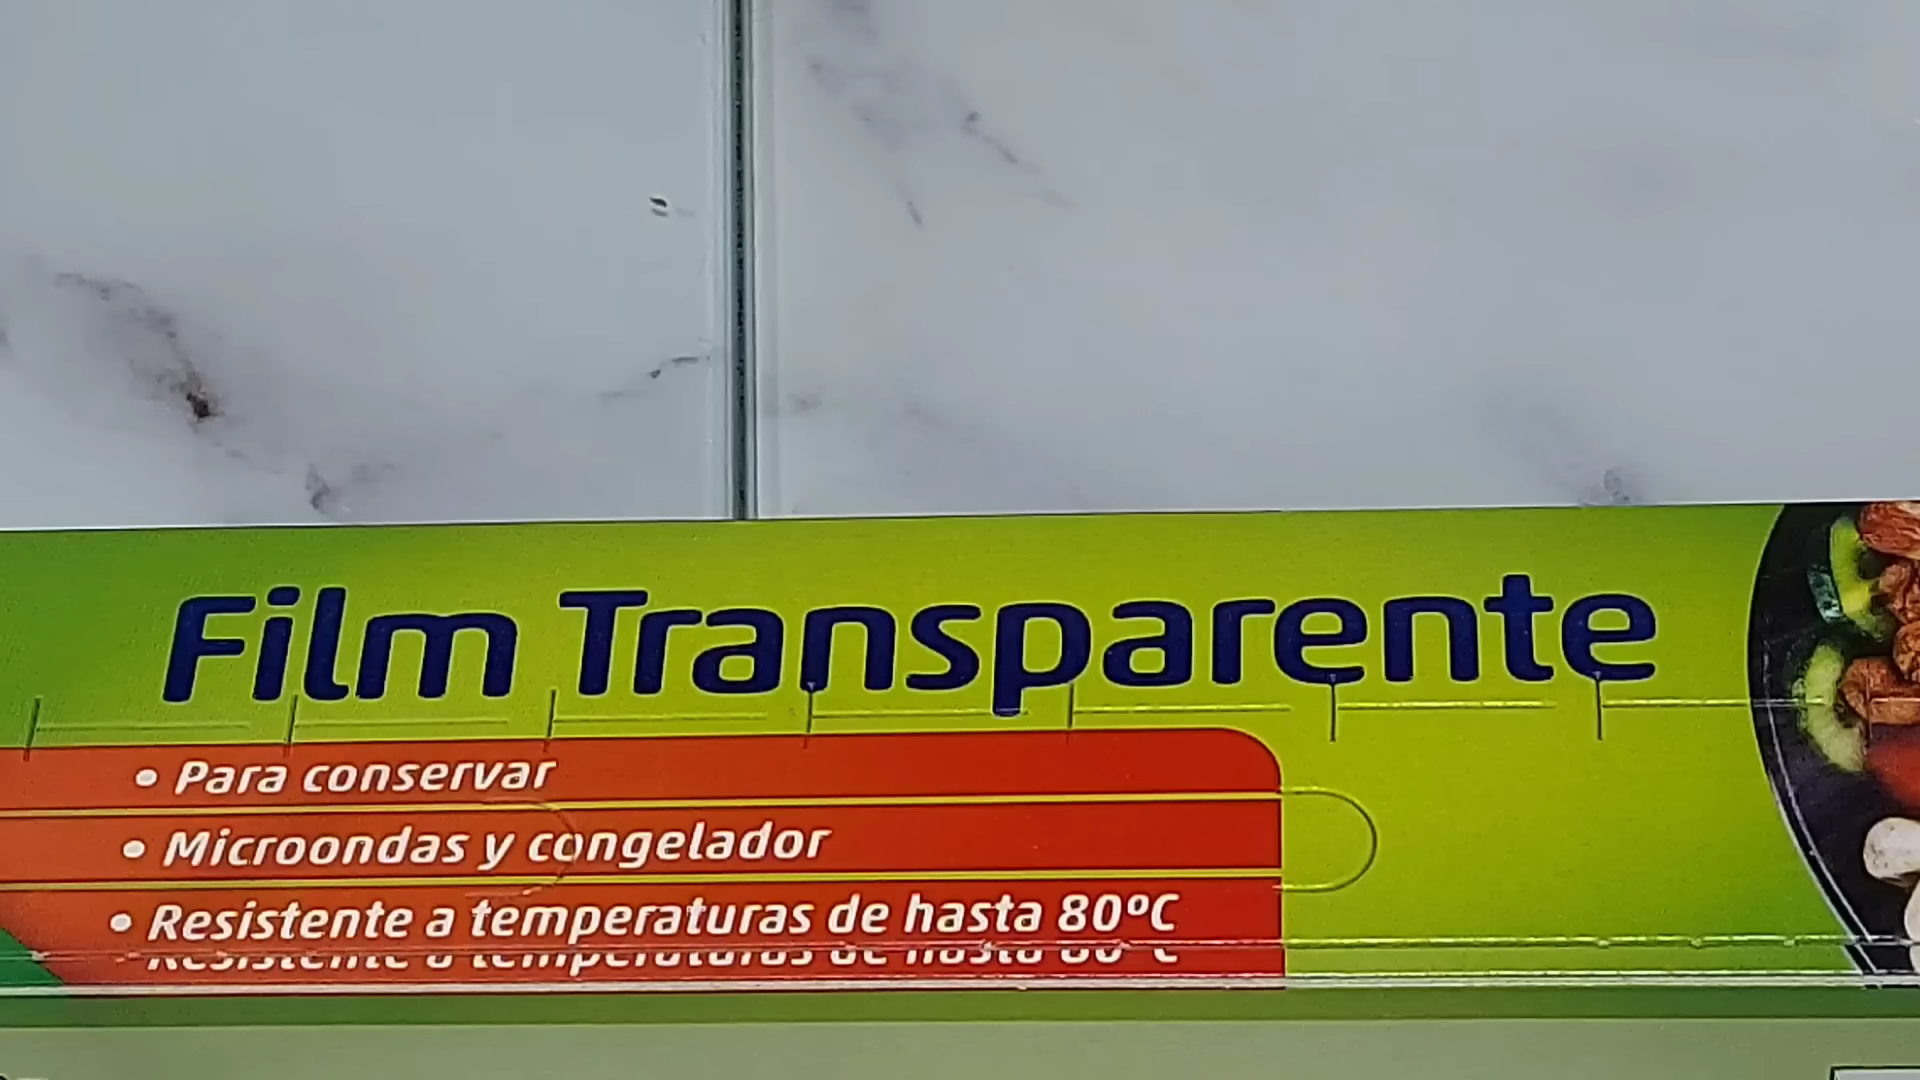 Film Transparente
• Para conservar
• Microondas y congelador
• Resistente a temperaturas de hasta 80ºC